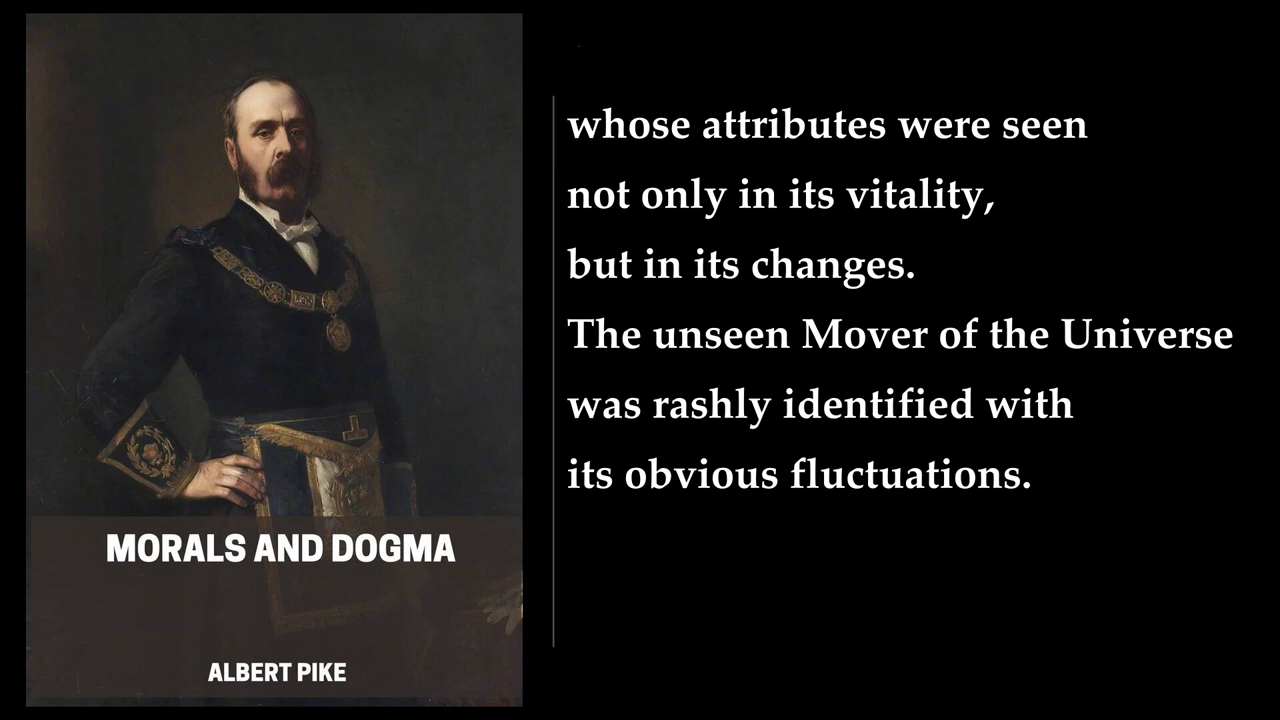 MORALS AND DOGMA
ALBERT PIKE
whose attributes were seen
not only in its vitality,
but in its changes.
The unseen Mover of the Universe
was rashly identified with
its obvious fluctuations.